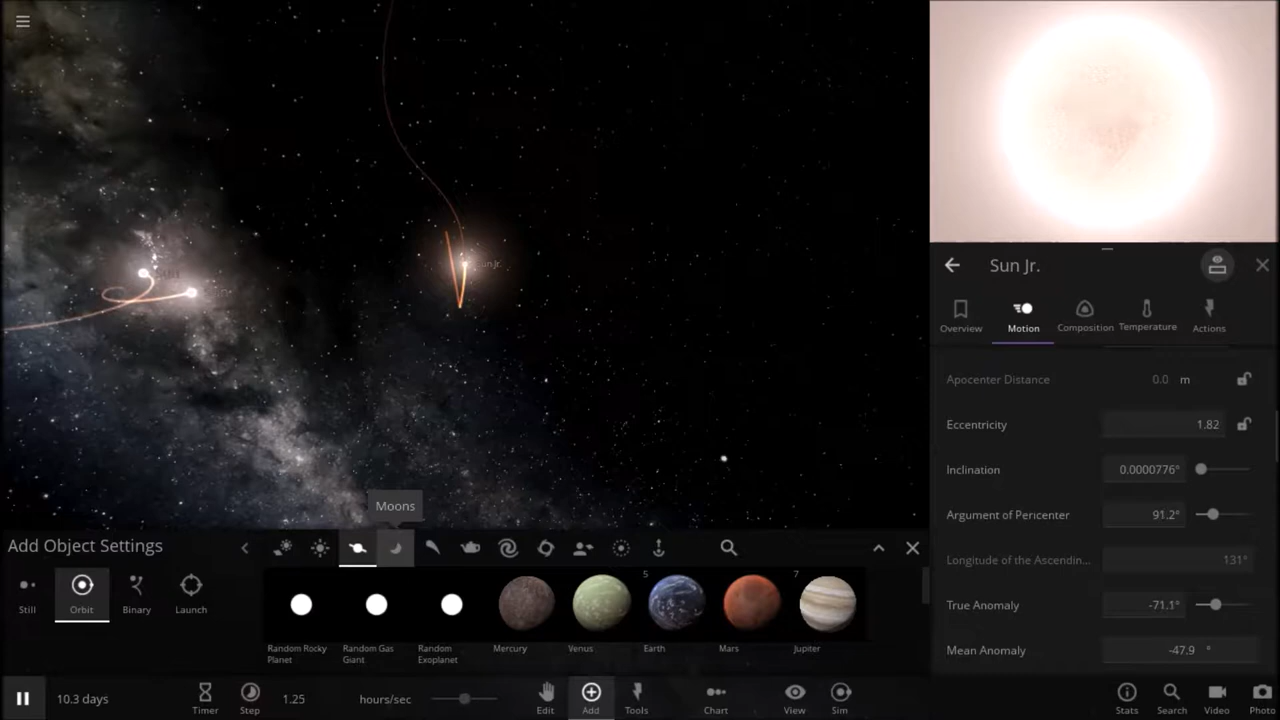 Sun Jr.
Sun Jr.
Overview
Motion
Composition
Temperature
Actions
Apocenter Distance 0.0 m
Eccentricity 1.82
Inclination 0.0000776°
Argument of Pericenter 91.2°
Longitude of the Ascendin... 131°
True Anomaly -71.1°
Mean Anomaly -47.9 °
Moons
Add Object Settings
Still
Orbit
Binary
Launch
5
7
Random Rocky
Planet
Random Gas
Giant
Random
Exoplanet
Mercury
Venus
Earth
Mars
Jupiter
10.3 days
Timer
Step
1.25
hours/sec
Edit
Add
Tools
Chart
View
Sim
Stats
Search
Video
Photo